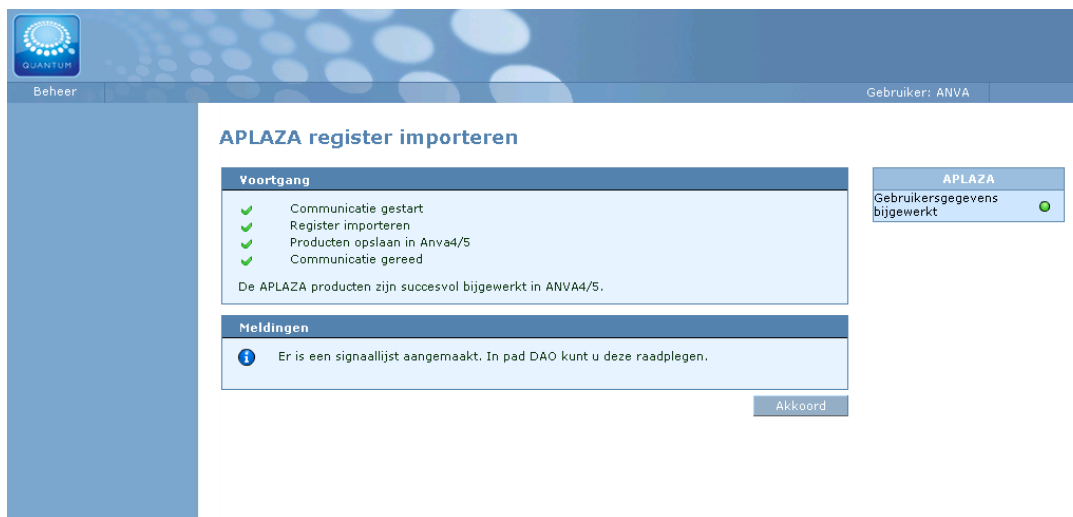 QUANTUM
Beheer
Gebruiker: ANVA
APLAZA register importeren
Voortgang
Communicatie gestart
Register importeren
Producten opslaan in Anva4/5
Communicatie gereed
De APLAZA producten zijn succesvol bijgewerkt in ANVA4/5.
Meldingen
Er is een signaallijst aangemaakt. In pad DAO kunt u deze raadplegen.
Akkoord
APLAZA
Gebruikersgegevens
bijgewerkt